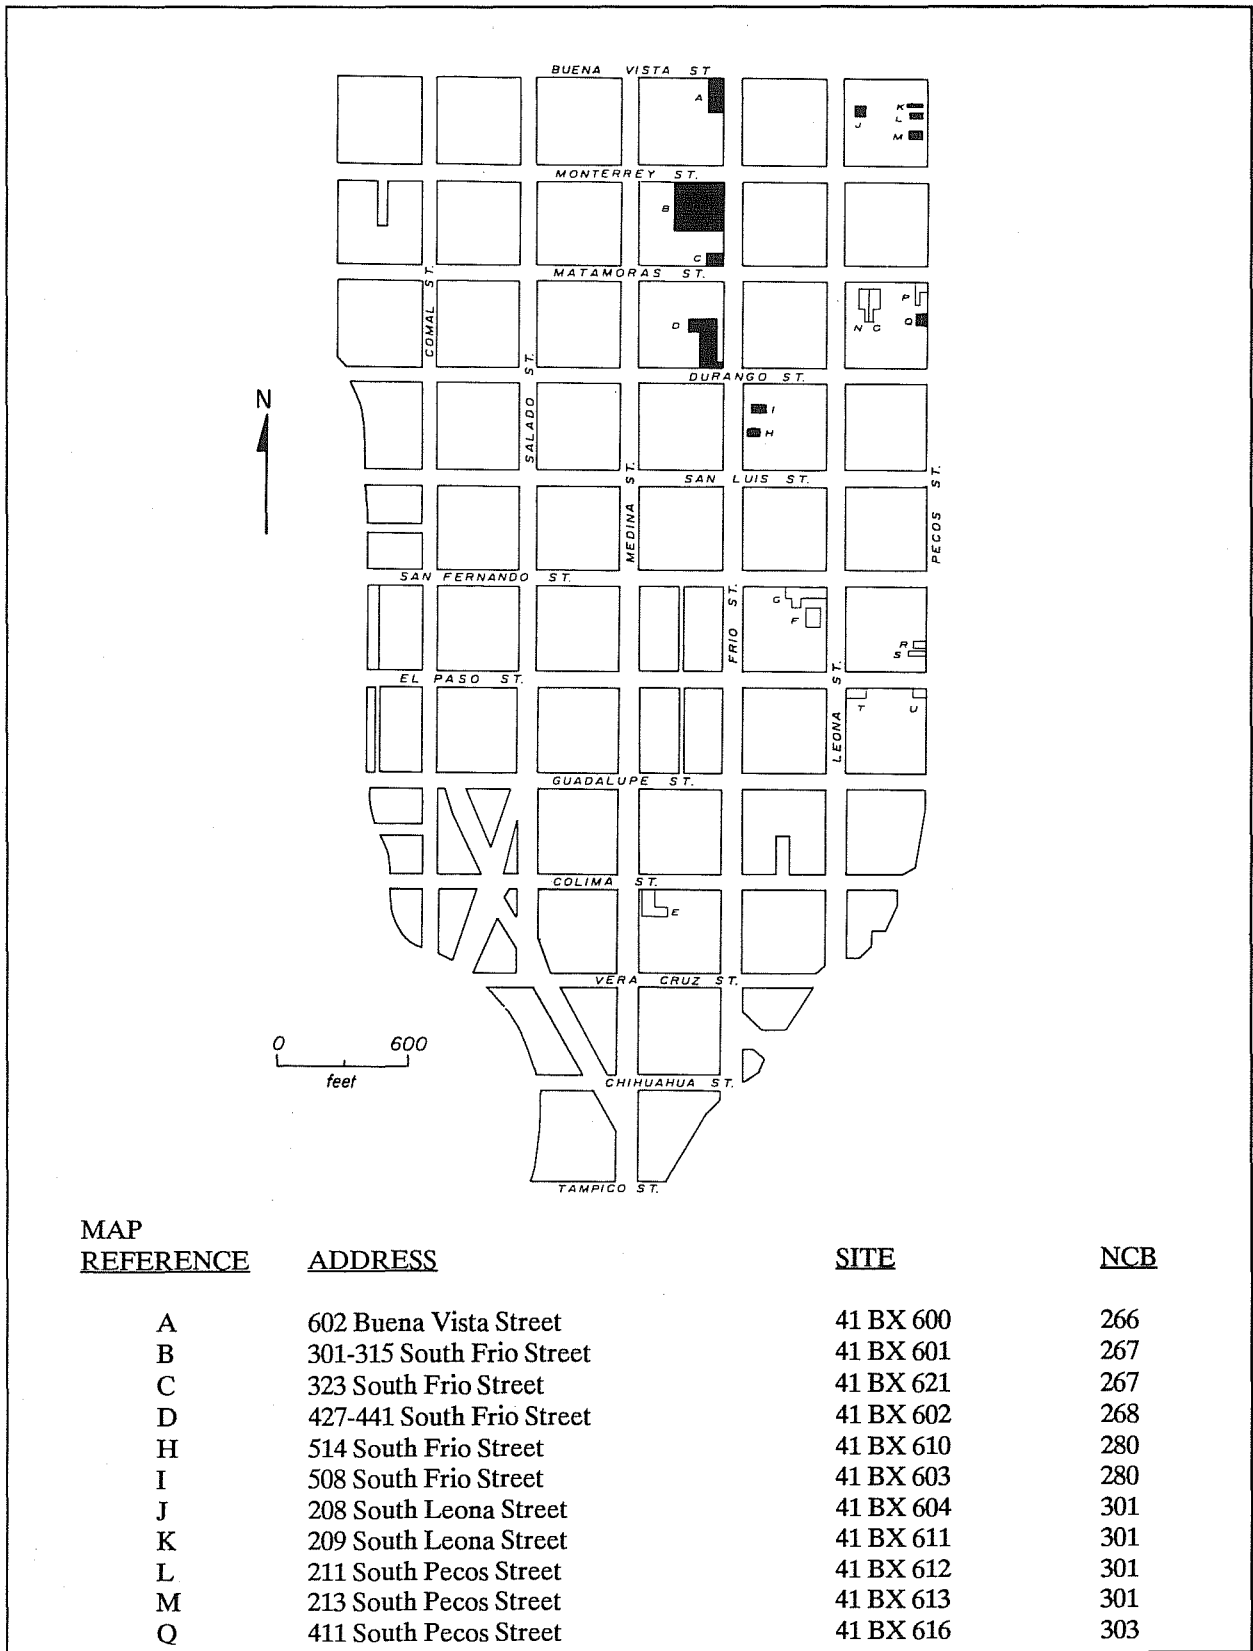 BUENA VISTA ST
A
K
L
J
M
MONTERREY ST.
B
C
MATAMORAS ST.
COMAL ST.
D
P
N O
Q
DURANGO ST.
N
SALADO ST.
I
H
SAN LUIS ST.
MEDINA ST.
PECOS ST.
SAN FERNANDO ST.
FRIO ST.
G
F
R
S
EL PASO ST.
LEONA ST.
T U
GUADALUPE ST.
COLIMA ST.
E
VERA CRUZ ST.
0 600
feet
CHIHUAHUA ST.
TAMPICO ST.
MAP
REFERENCE ADDRESS SITE NCB
A 602 Buena Vista Street 41 BX 600 266
B 301-315 South Frio Street 41 BX 601 267
C 323 South Frio Street 41 BX 621 267
D 427-441 South Frio Street 41 BX 602 268
H 514 South Frio Street 41 BX 610 280
I 508 South Frio Street 41 BX 603 280
J 208 South Leona Street 41 BX 604 301
K 209 South Leona Street 41 BX 611 301
L 211 South Pecos Street 41 BX 612 301
M 213 South Pecos Street 41 BX 613 301
Q 411 South Pecos Street 41 BX 616 303